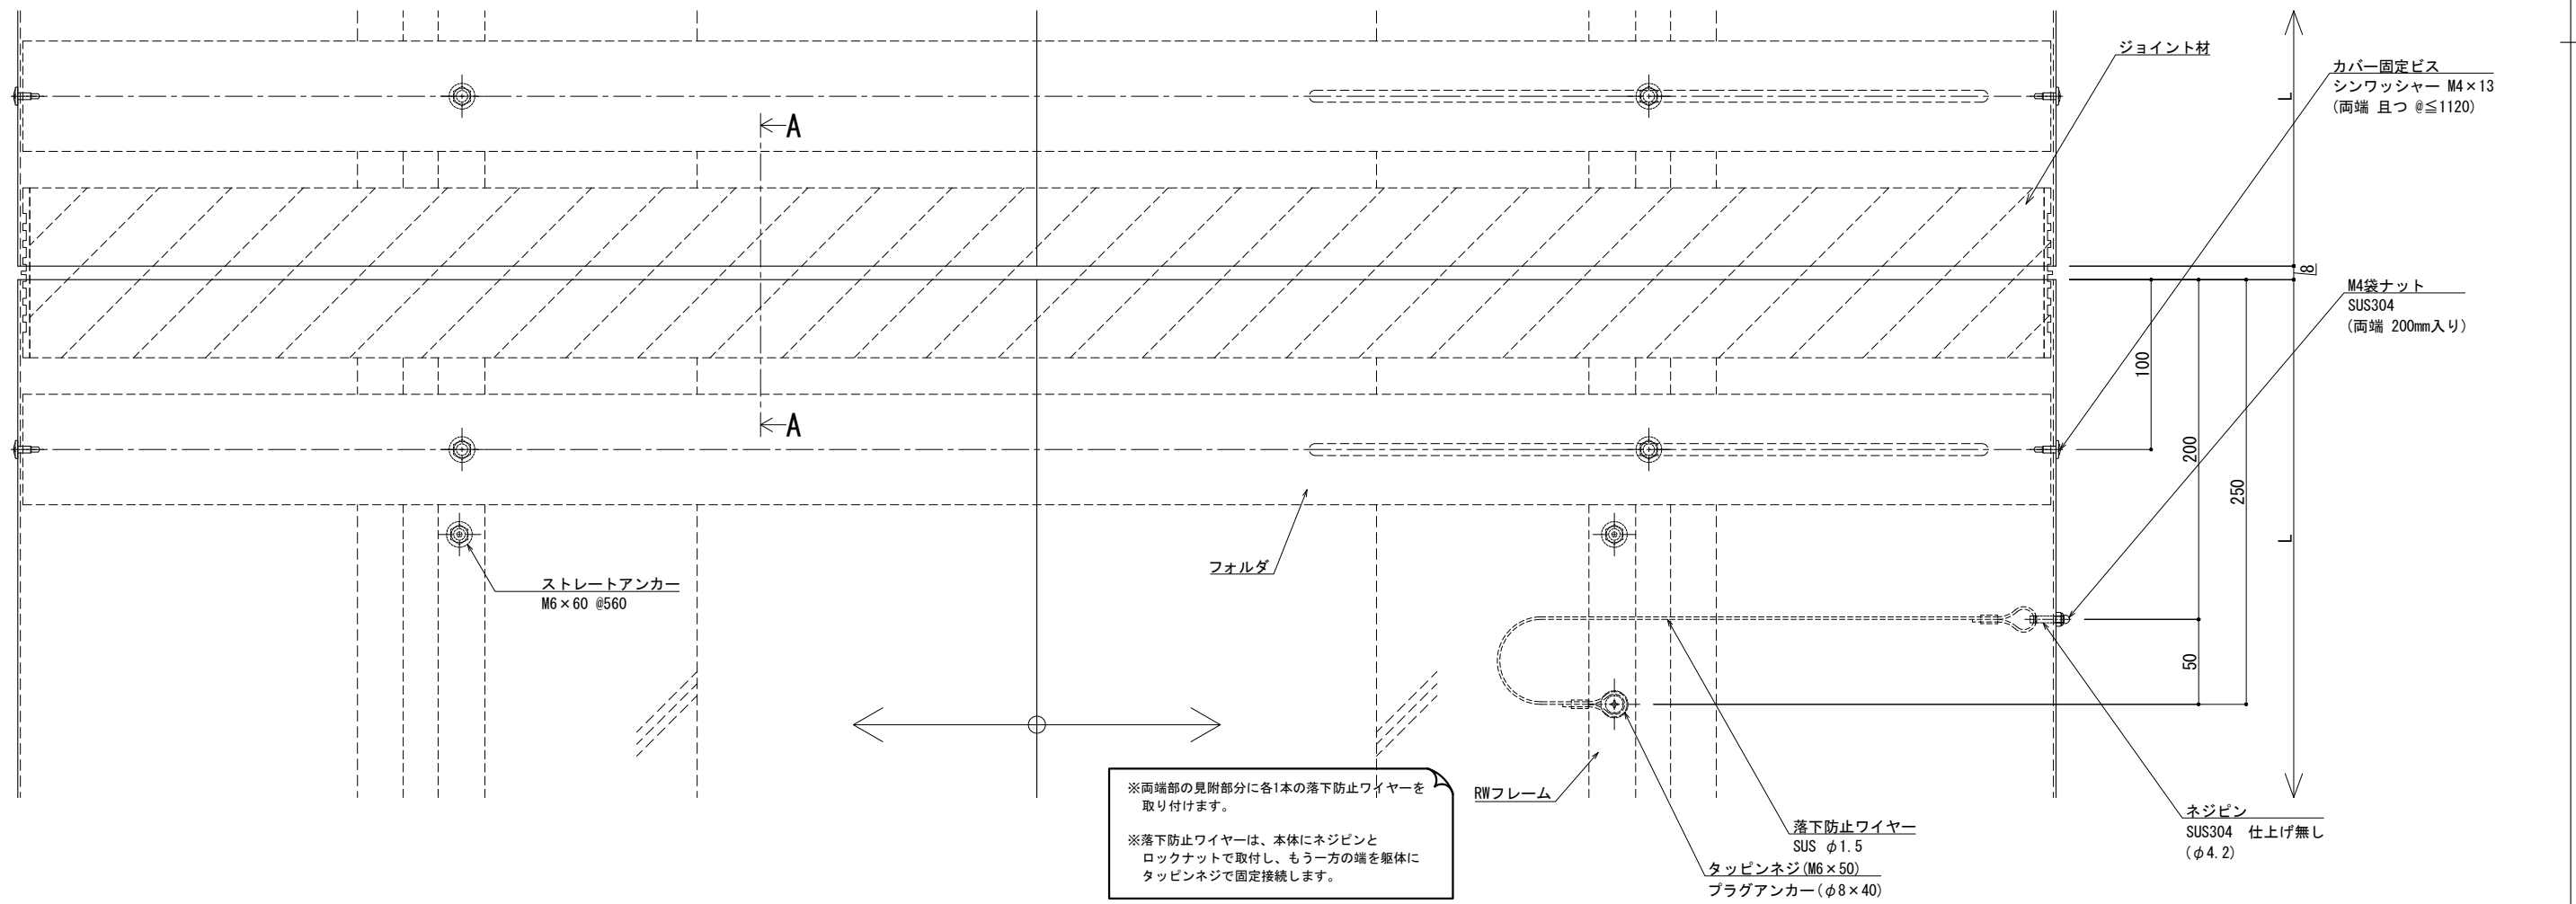 ジョイント材
カバー固定ビス
シンワッシャー M4×13
(両端 且つ @≦1120)
L
A
8
M4袋ナット
SUS304
(両端 200mm入り)
100
A
200
250
L
フォルダ
ストレートアンカー
M6×60 @560
50
※両端部の見附部分に各1本の落下防止ワイヤーを
取り付けます。
※落下防止ワイヤーは、本体にネジピンと
ロックナットで取付し、もう一方の端を躯体に
タッピンネジで固定接続します。
RWフレーム
落下防止ワイヤー
SUS φ1.5
タッピンネジ(M6×50)
プラグアンカー(φ8×40)
ネジピン
SUS304 仕上げ無し
(φ4.2)